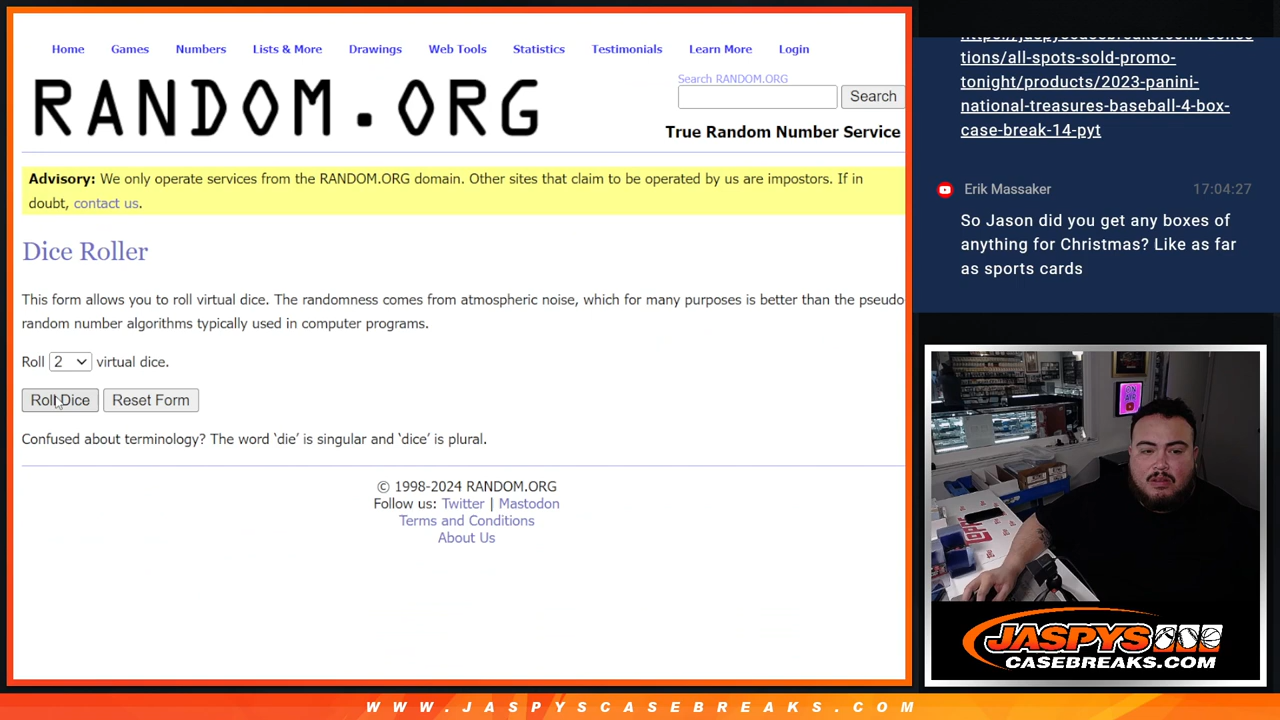 Home Games Numbers Lists & More Drawings Web Tools Statistics Testimonials Learn More Login
RANDOM.ORG
Search RANDOM.ORG
Search
True Random Number Service
Advisory: We only operate services from the RANDOM.ORG domain. Other sites that claim to be operated by us are impostors. If in
doubt, contact us.
Dice Roller
This form allows you to roll virtual dice. The randomness comes from atmospheric noise, which for many purposes is better than the pseudo
random number algorithms typically used in computer programs.
Roll 2 virtual dice.
Roll Dice Reset Form
Confused about terminology? The word ‘die’ is singular and ‘dice’ is plural.
© 1998-2024 RANDOM.ORG
Follow us: Twitter | Mastodon
Terms and Conditions
About Us
tions/all-spots-sold-promo-
tonight/products/2023-panini-
national-treasures-baseball-4-box-
case-break-14-pyt
Erik Massaker 17:04:27
So Jason did you get any boxes of
anything for Christmas? Like as far
as sports cards
ON AIR
JASPYS
CASEBREAKS.COM
WWW.JASPYSCASEBREAKS.COM